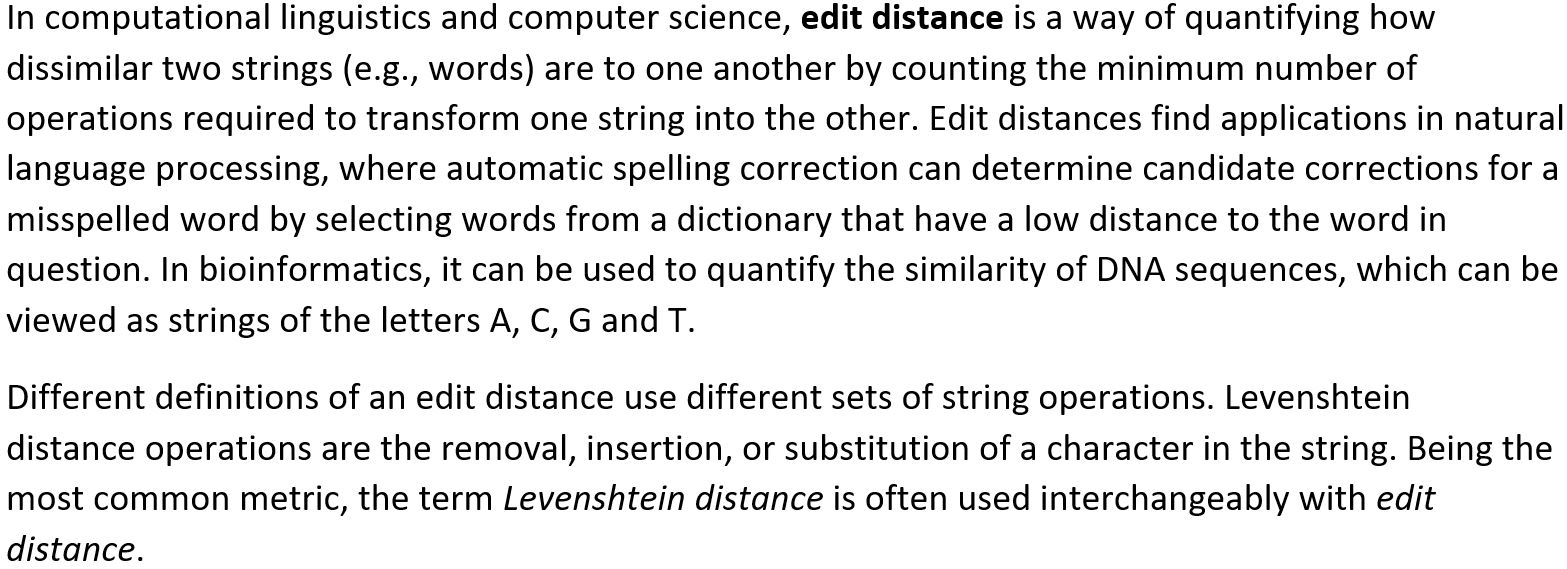 In computational linguistics and computer science, edit distance is a way of quantifying how
dissimilar two strings (e.g., words) are to one another by counting the minimum number of
operations required to transform one string into the other. Edit distances find applications in natural
language processing, where automatic spelling correction can determine candidate corrections for a
misspelled word by selecting words from a dictionary that have a low distance to the word in
question. In bioinformatics, it can be used to quantify the similarity of DNA sequences, which can be
viewed as strings of the letters A, C, G and T.
Different definitions of an edit distance use different sets of string operations. Levenshtein
distance operations are the removal, insertion, or substitution of a character in the string. Being the
most common metric, the term Levenshtein distance is often used interchangeably with edit
distance.